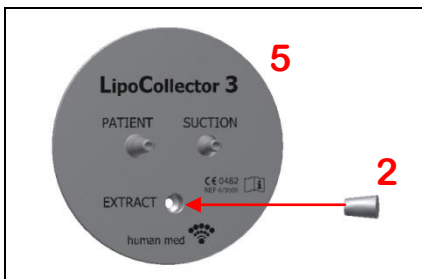 5
LipoCollector 3
PATIENT SUCTION
CE 0482
EXTRACT
2
human med